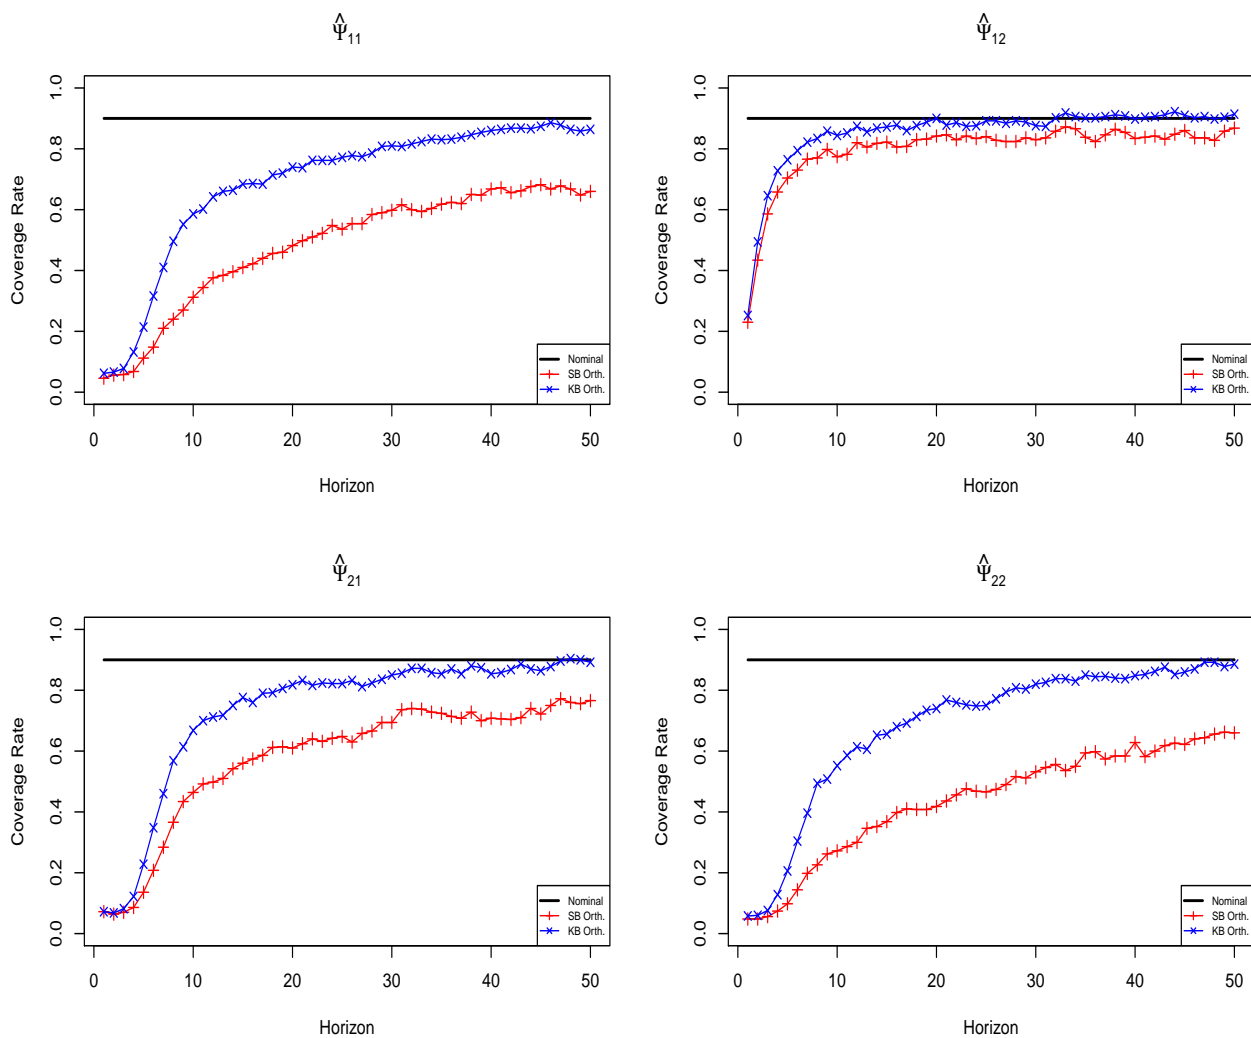 Ψ̂11
Coverage Rate
1.0
0.8
0.6
0.4
0.2
0.0
Nominal
SB Orth.
KB Orth.
0 10 20 30 40 50
Horizon
Ψ̂12
Coverage Rate
1.0
0.8
0.6
0.4
0.2
0.0
Nominal
SB Orth.
KB Orth.
0 10 20 30 40 50
Horizon
Ψ̂21
Coverage Rate
1.0
0.8
0.6
0.4
0.2
0.0
Nominal
SB Orth.
KB Orth.
0 10 20 30 40 50
Horizon
Ψ̂22
Coverage Rate
1.0
0.8
0.6
0.4
0.2
0.0
Nominal
SB Orth.
KB Orth.
0 10 20 30 40 50
Horizon